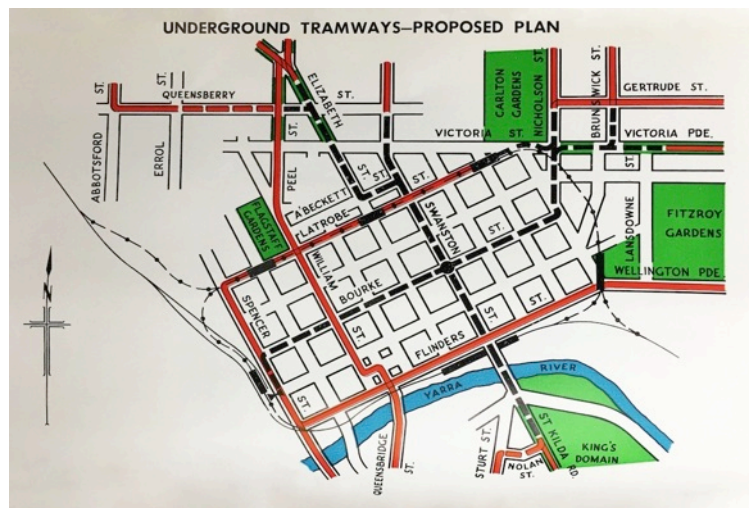 UNDERGROUND TRAMWAYS—PROPOSED PLAN
ST.
QUEENSBERRY
ST.
ST.
ELIZABETH
CARLTON
GARDENS
NICHOLSON ST.
BRUNSWICK ST.
GERTRUDE ST.
VICTORIA ST.
VICTORIA PDE.
ABBOTSFORD
ERROL
PEEL
ST.
ST.
ST.
ST.
ST.
A'BECKETT
LATROBE
FLAGSTAFF
GARDENS
SWANSTON
ST.
LANSDOWNE
FITZROY
GARDENS
WELLINGTON PDE.
WILLIAM
BOURKE
SPENCER
ST.
ST.
ST.
FLINDERS
ST.
N
YARRA
RIVER
QUEENSBRIDGE
ST.
STURT ST.
NOLAN
ST.
ST KILDA RD.
KING'S
DOMAIN